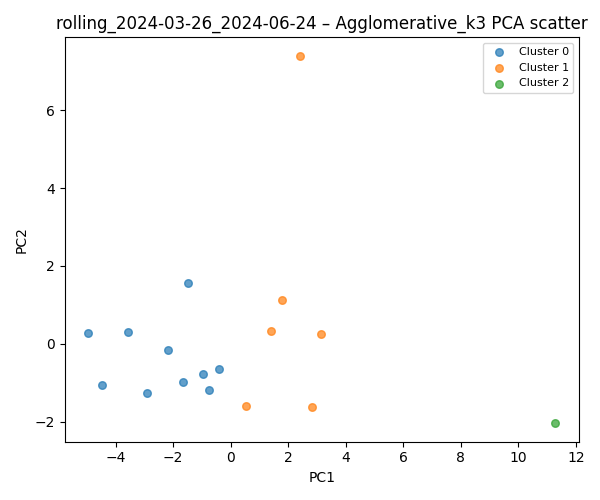 rolling_2024-03-26_2024-06-24 – Agglomerative_k3 PCA scatter
Cluster 0
Cluster 1
Cluster 2
PC2
6
4
2
0
−2
−4
−2
0
2
4
6
8
10
12
PC1